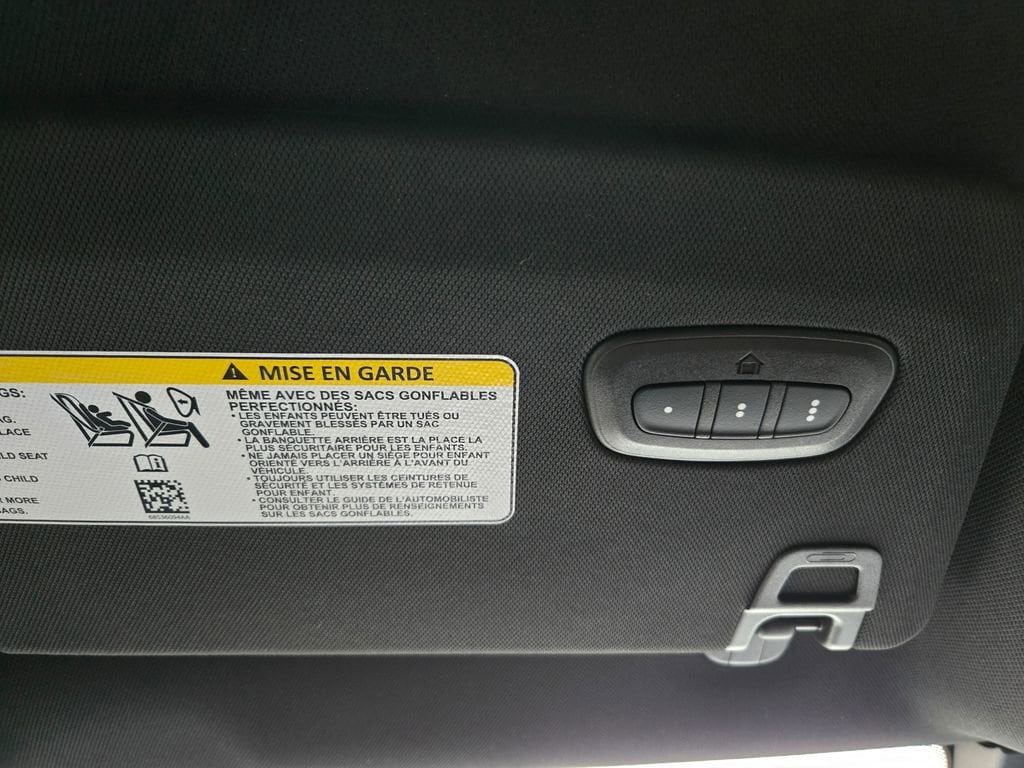 MISE EN GARDE
GS:
AG.
LACE
LD SEAT
CHILD
R MORE
BAGS.
MÊME AVEC DES SACS GONFLABLES
PERFECTIONNÉS:
• LES ENFANTS PEUVENT ÊTRE TUÉS OU
GRAVEMENT BLESSÉS PAR UN SAC
GONFLABLE.
• LA BANQUETTE ARRIÈRE EST LA PLACE LA
PLUS SÉCURITAIRE POUR LES ENFANTS.
• NE JAMAIS PLACER UN SIÈGE POUR ENFANT
ORIENTÉ VERS L'ARRIÈRE À L'AVANT DU
VÉHICULE.
• TOUJOURS UTILISER LES CEINTURES DE
SÉCURITÉ ET LES SYSTÈMES DE RETENUE
POUR ENFANT.
• CONSULTER LE GUIDE DE L'AUTOMOBILISTE
POUR OBTENIR PLUS DE RENSEIGNEMENTS
SUR LES SACS GONFLABLES.